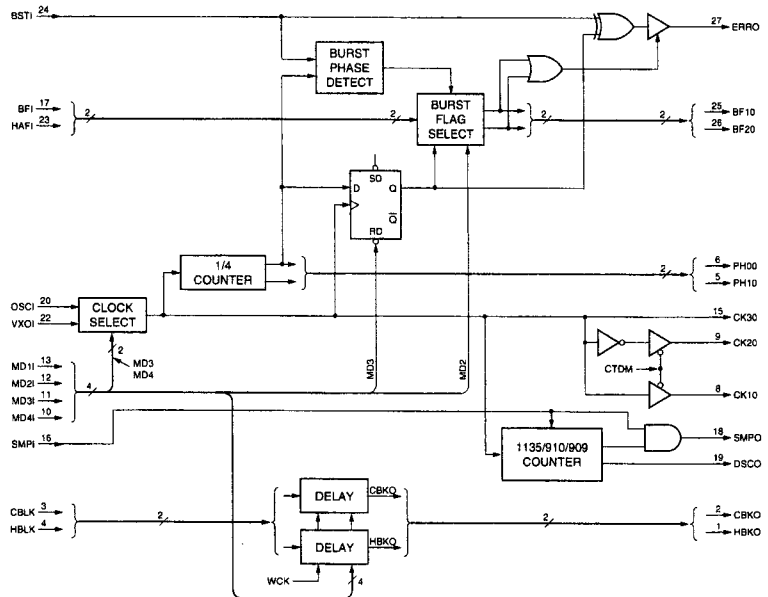 24
BSTI
27
ERRO
BURST
PHASE
DETECT
17
BFI
23
HAFI
2
2
BURST
FLAG
SELECT
2
2
25
BF10
26
BF20
SD
D
Q
Q
RD
1/4
COUNTER
2
2
6
PH00
5
PH10
20
OSCI
22
VXOI
CLOCK
SELECT
15
CK30
9
CK20
CTDM
8
CK10
2
MD3
MD4
MD3
MD2
13
MD1I
12
MD2I
11
MD3I
10
MD4I
4
16
SMPI
1135/910/909
COUNTER
18
SMPO
19
DSCO
3
CBLK
4
HBLK
2
DELAY
CBKO
DELAY
HBKO
2
2
CBKO
1
HBKO
WCK
4